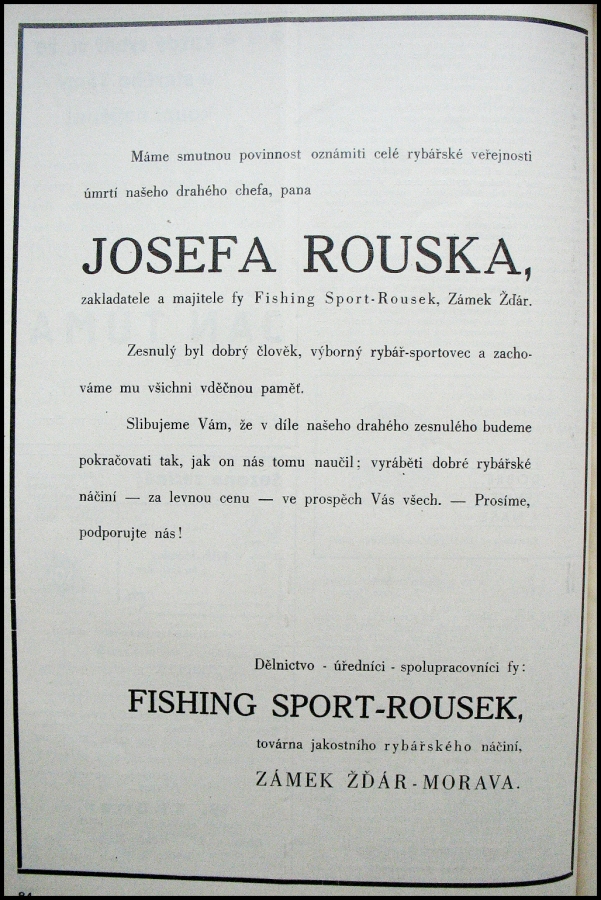 Máme smutnou povinnost oznámiti celé rybářské veřejnosti
úmrtí našeho drahého chefa, pana
JOSEFA ROUSKA,
zakladatele a majitele fy Fishing Sport-Rousek, Zámek Žďár.
Zesnulý byl dobrý člověk, výborný rybář-sportovec a zacho-
váme mu všichni vděčnou paměť.
Slibujeme Vám, že v díle našeho drahého zesnulého budeme
pokračovati tak, jak on nás tomu naučil: vyráběti dobré rybářské
náčiní — za levnou cenu — ve prospěch Vás všech. — Prosíme,
podporujte nás!
Dělnictvo - úředníci - spolupracovníci fy:
FISHING SPORT-ROUSEK,
továrna jakostního rybářského náčiní,
ZÁMEK ŽĎÁR - MORAVA.